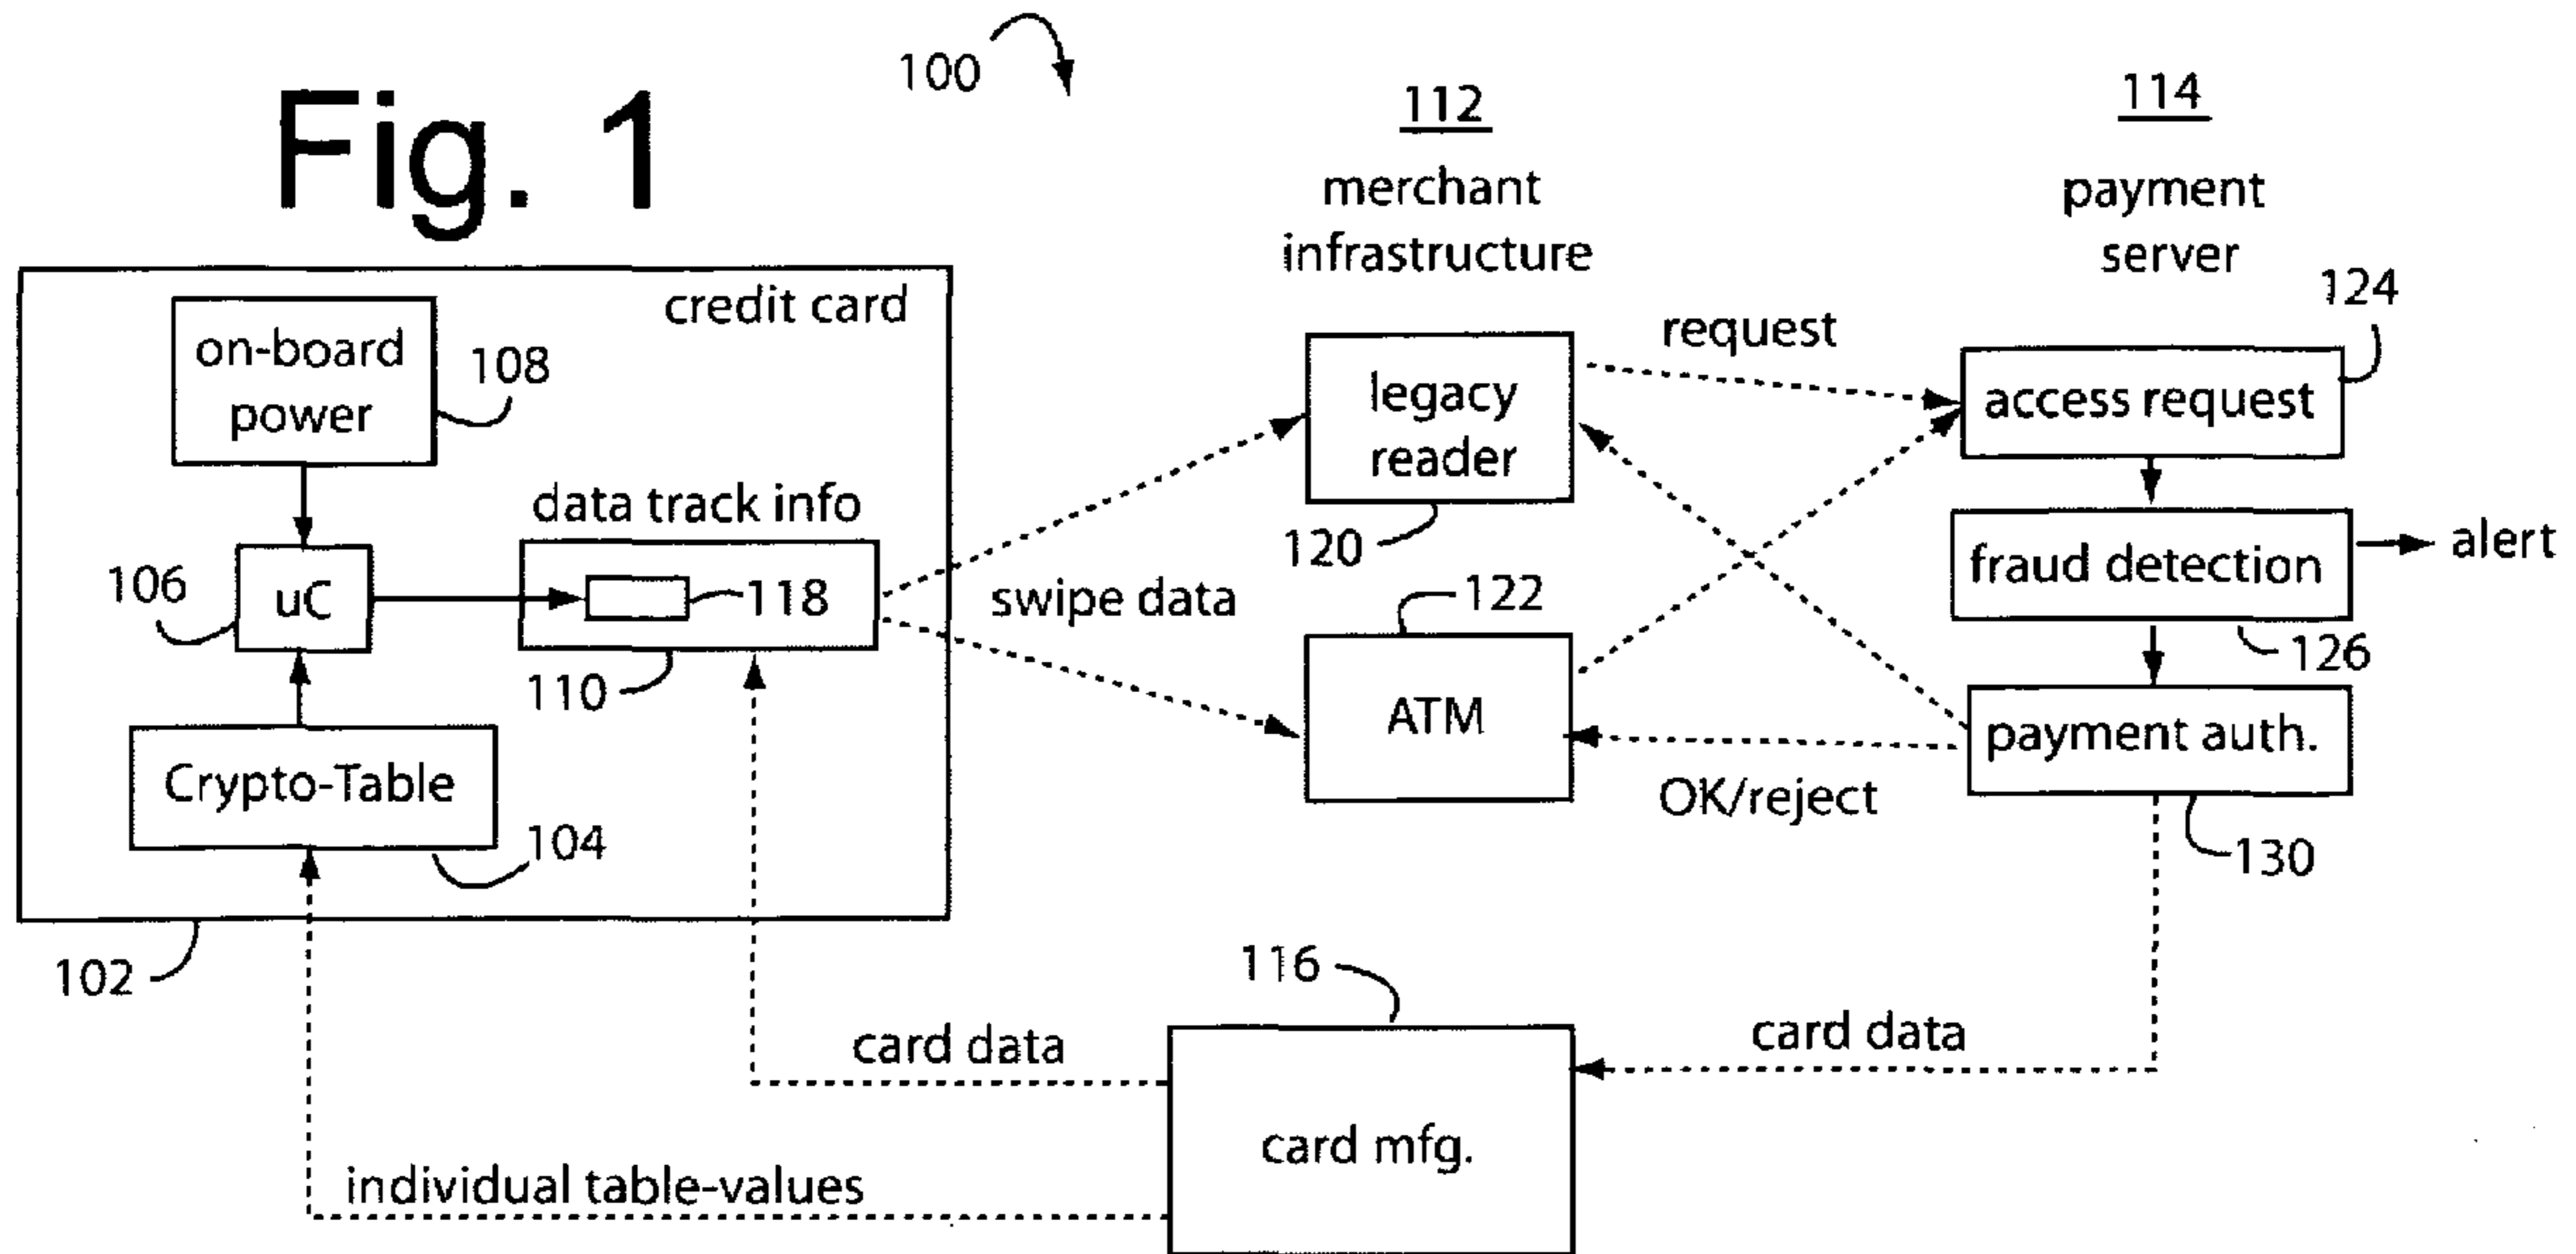 Fig. 1
100
112
merchant
infrastructure
114
payment
server
credit card
on-board
power
108
data track info
106
uC
118
110
Crypto-Table
104
102
swipe data
legacy
reader
120
122
ATM
request
124
access request
fraud detection
alert
126
payment auth.
OK/reject
130
116
card data
card data
card mfg.
individual table-values